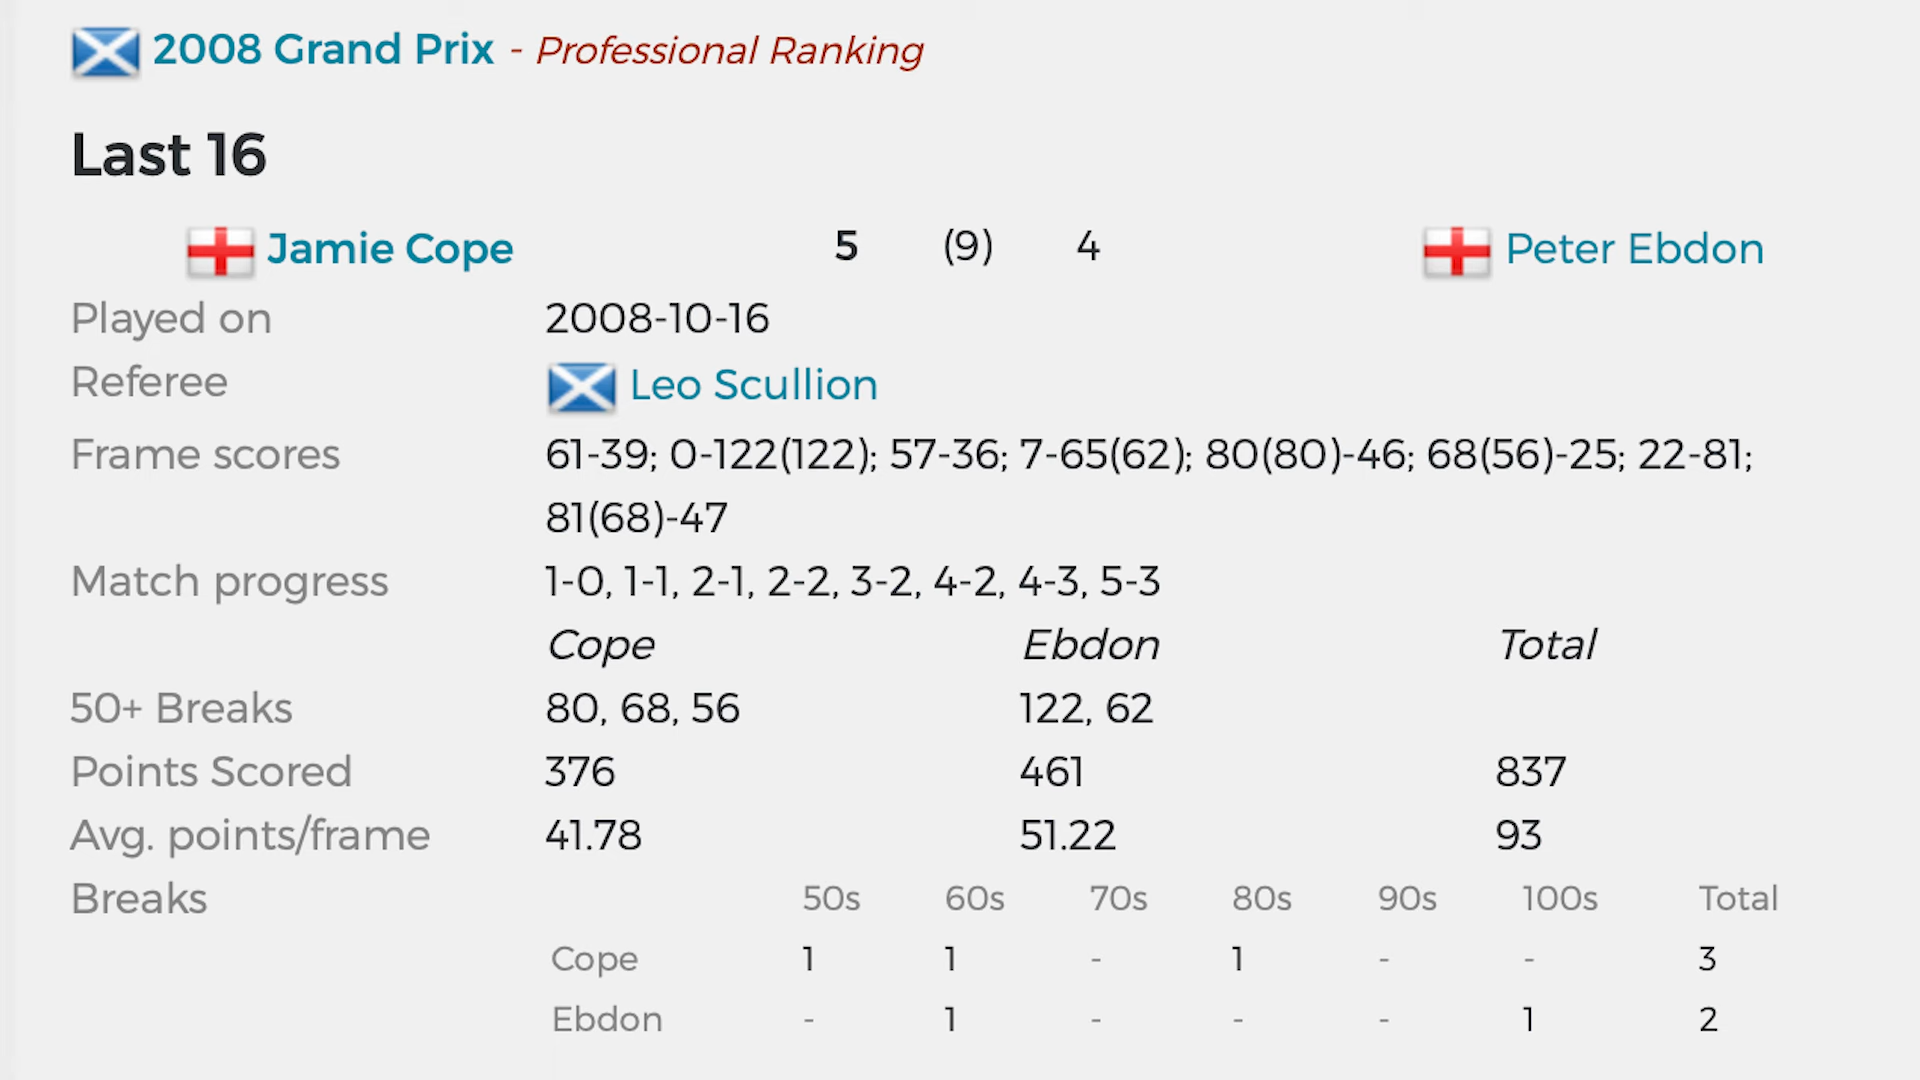 2008 Grand Prix - Professional Ranking
Last 16
Jamie Cope 5 (9) 4 Peter Ebdon
Played on 2008-10-16
Referee Leo Scullion
Frame scores 61-39; 0-122(122); 57-36; 7-65(62); 80(80)-46; 68(56)-25; 22-81;
81(68)-47
Match progress 1-0, 1-1, 2-1, 2-2, 3-2, 4-2, 4-3, 5-3
Cope Ebdon Total
50+ Breaks 80, 68, 56 122, 62
Points Scored 376 461 837
Avg. points/frame 41.78 51.22 93
Breaks 50s 60s 70s 80s 90s 100s Total
Cope 1 1 - 1 - - 3
Ebdon - 1 - - - 1 2